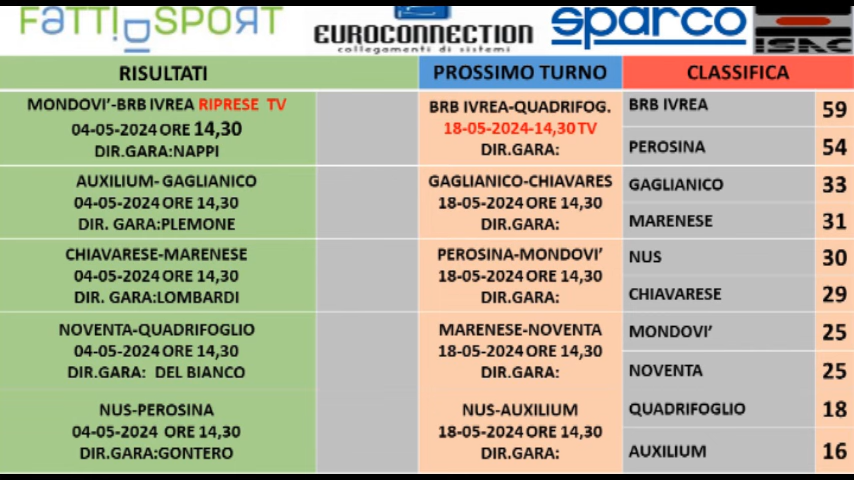 FATTIDISPORT
EUROCONNECTION
collegamenti di sistemi
sparco
ISAC
RISULTATI
PROSSIMO TURNO
CLASSIFICA
MONDOVI'-BRB IVREA RIPRESE TV
04-05-2024 ORE 14,30
DIR.GARA:NAPPI
BRB IVREA-QUADRIFOG.
18-05-2024-14,30 TV
DIR.GARA:
BRB IVREA 59
PEROSINA 54
AUXILIUM- GAGLIANICO
04-05-2024 ORE 14,30
DIR. GARA:PLEMONE
GAGLIANICO-CHIAVARES
18-05-2024 ORE 14,30
DIR.GARA:
GAGLIANICO 33
MARENESE 31
CHIAVARESE-MARENESE
04-05-2024 ORE 14,30
DIR. GARA:LOMBARDI
PEROSINA-MONDOVI'
18-05-2024 ORE 14,30
DIR.GARA:
NUS 30
CHIAVARESE 29
NOVENTA-QUADRIFOGLIO
04-05-2024 ORE 14,30
DIR.GARA: DEL BIANCO
MARENESE-NOVENTA
18-05-2024 ORE 14,30
DIR.GARA:
MONDOVI' 25
NOVENTA 25
NUS-PEROSINA
04-05-2024 ORE 14,30
DIR.GARA:GONTERO
NUS-AUXILIUM
18-05-2024 ORE 14,30
DIR.GARA:
QUADRIFOGLIO 18
AUXILIUM 16